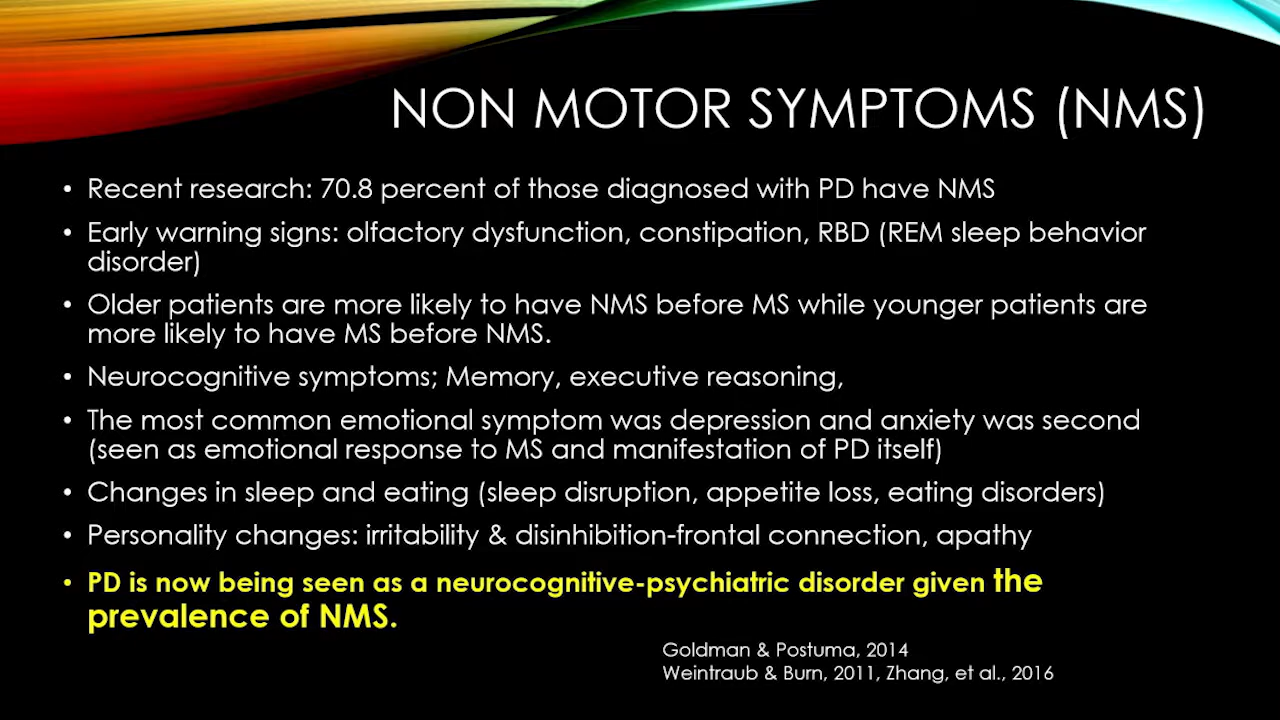 NON MOTOR SYMPTOMS (NMS)
• Recent research: 70.8 percent of those diagnosed with PD have NMS
• Early warning signs: olfactory dysfunction, constipation, RBD (REM sleep behavior
disorder)
• Older patients are more likely to have NMS before MS while younger patients are
more likely to have MS before NMS.
• Neurocognitive symptoms; Memory, executive reasoning,
• The most common emotional symptom was depression and anxiety was second
(seen as emotional response to MS and manifestation of PD itself)
• Changes in sleep and eating (sleep disruption, appetite loss, eating disorders)
• Personality changes: irritability & disinhibition-frontal connection, apathy
• PD is now being seen as a neurocognitive-psychiatric disorder given the
prevalence of NMS.
Goldman & Postuma, 2014
Weintraub & Burn, 2011, Zhang, et al., 2016